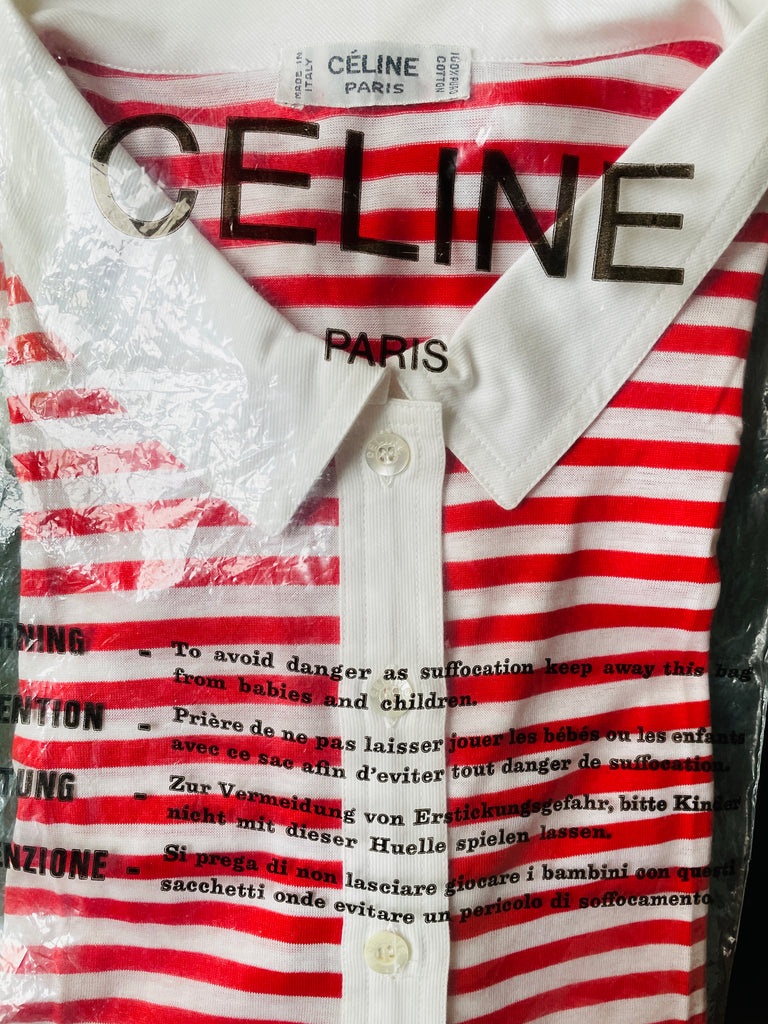 MADE IN
ITALY
CÉLINE
PARIS
100% PURO
COTTON
CELINE
PARIS
RNING - To avoid danger as suffocation keep away this bag
from babies and children.
ENTION - Prière de ne pas laisser jouer les bébés ou les enfants
avec ce sac afin d'eviter tout danger de suffocation.
TUNG - Zur Vermeidung von Erstickungsgefahr, bitte Kinder
nicht mit dieser Huelle spielen lassen.
ENZIONE - Si prega di non lasciare giocare i bambini con questi
sacchetti onde evitare un pericolo di soffocamento.